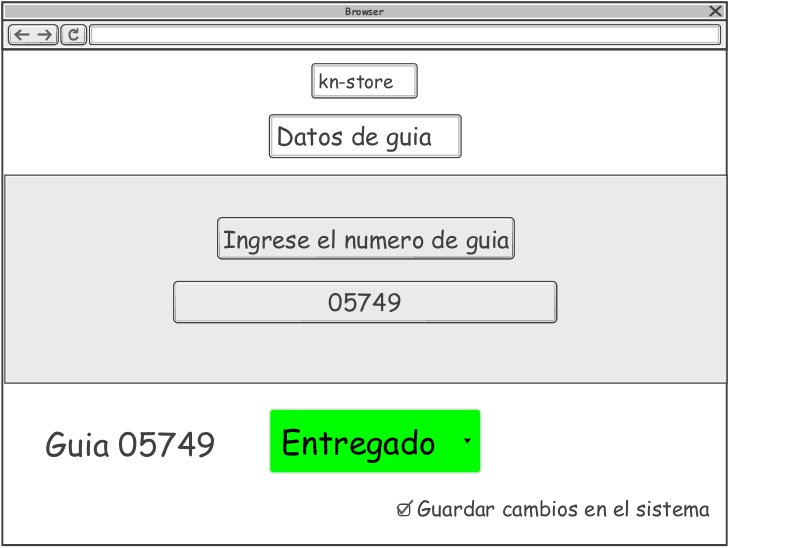 Browser
kn-store
Datos de guia
Ingrese el numero de guia
05749
Guia 05749
Entregado
Guardar cambios en el sistema